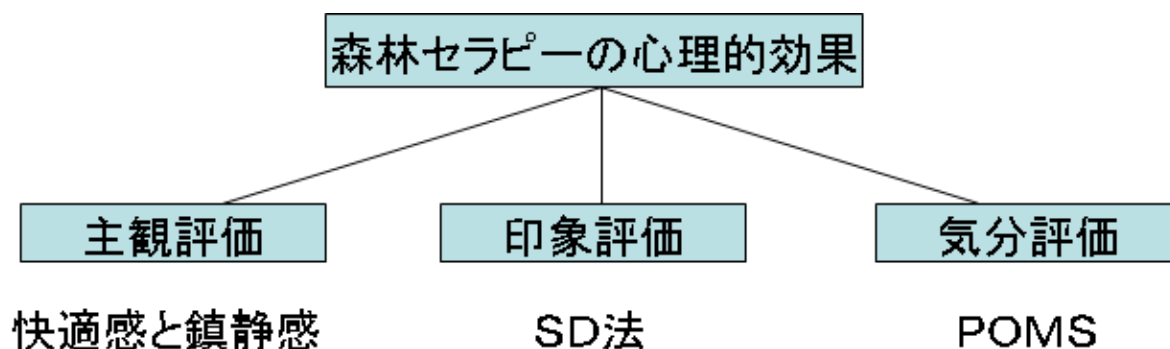 森林セラピーの心理的効果
主観評価
印象評価
気分評価
快適感と鎮静感
SD法
POMS